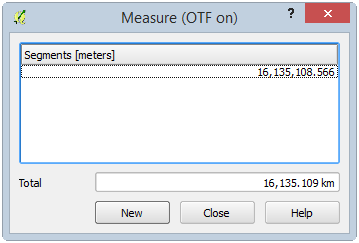 Measure (OTF on)
? ×
Segments [meters]
16,135,108.566
Total
16,135.109 km
New
Close
Help